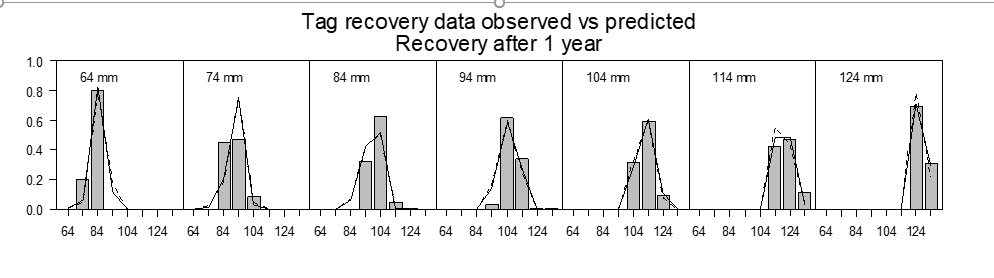 Tag recovery data observed vs predicted
Recovery after 1 year
1.0
0.8
0.6
0.4
0.2
0.0
64 mm 74 mm 84 mm 94 mm 104 mm 114 mm 124 mm
64 84 104 124 64 84 104 124 64 84 104 124 64 84 104 124 64 84 104 124 64 84 104 124 64 84 104 124